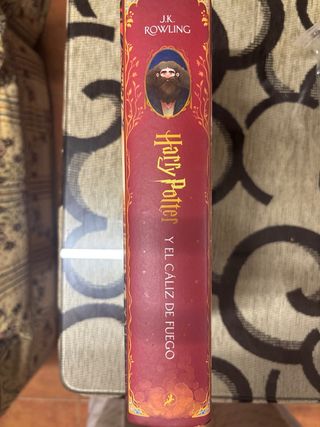 J.K.
ROWLING
Harry Potter
Y EL CÁLIZ DE FUEGO